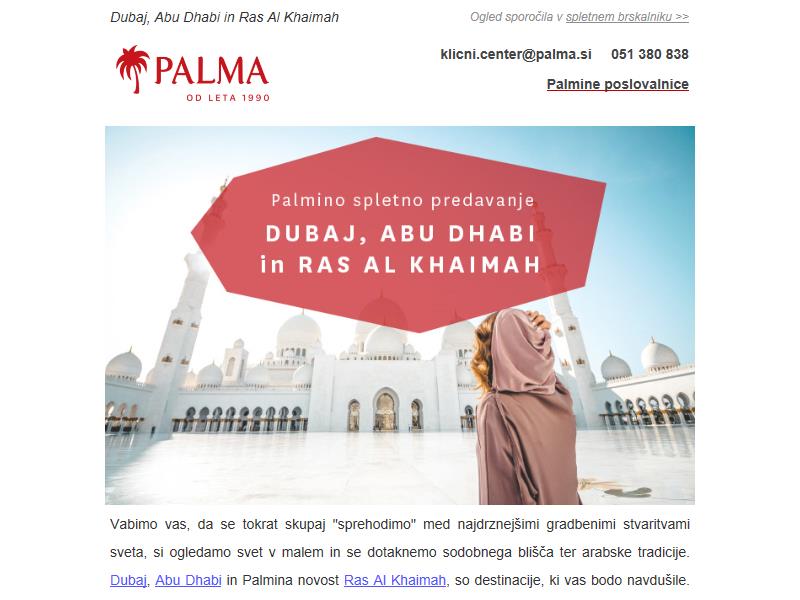 Dubaj, Abu Dhabi in Ras Al Khaimah
Ogled sporočila v spletnem brskalniku >>
PALMA
OD LETA 1990
klicni.center@palma.si 051 380 838
Palmine poslovalnice
Palmino spletno predavanje
DUBAJ, ABU DHABI
in RAS AL KHAIMAH
Vabimo vas, da se tokrat skupaj "sprehodimo" med najdrznejšimi gradbenimi stvaritvami
sveta, si ogledamo svet v malem in se dotaknemo sodobnega blišča ter arabske tradicije.
Dubaj, Abu Dhabi in Palmina novost Ras Al Khaimah, so destinacije, ki vas bodo navdušile.